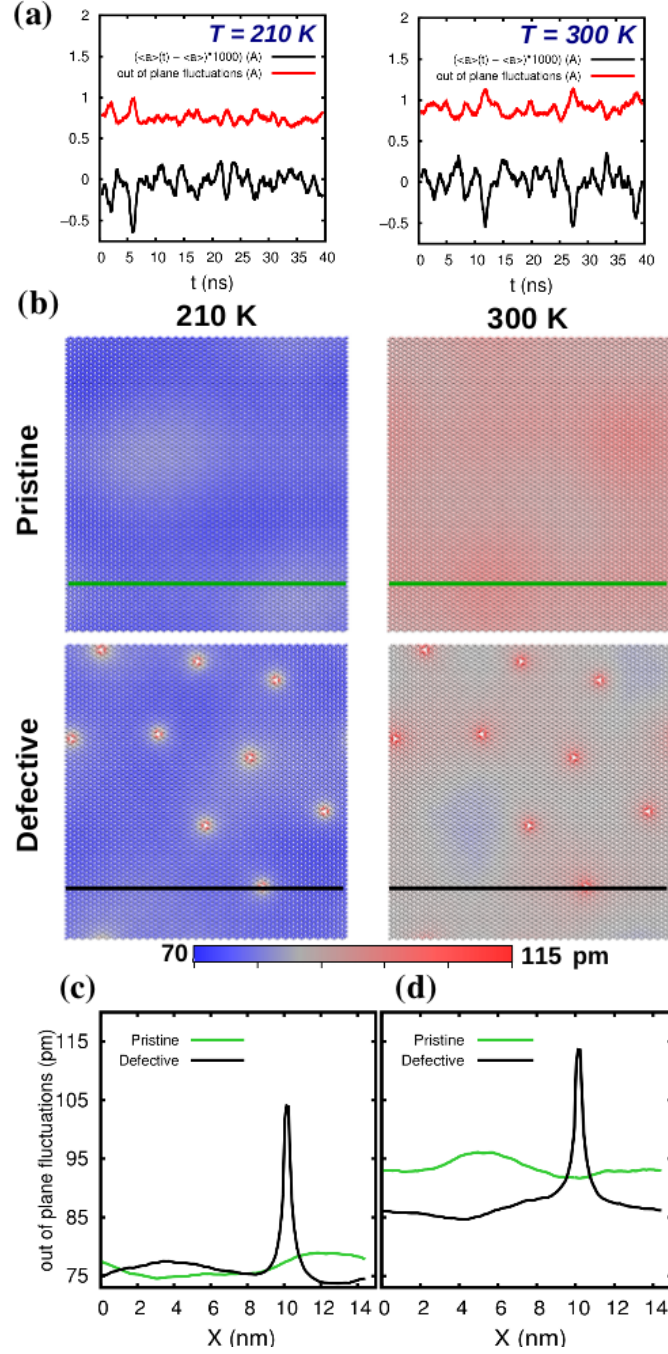 (a)
T = 210 K
(<a>(t) − <a>)*1000) (A)
out of plane fluctuations (A)
2
1.5
1
0.5
0
−0.5
0 5 10 15 20 25 30 35 40
t (ns)
T = 300 K
(<a>(t) − <a>)*1000) (A)
out of plane fluctuations (A)
2
1.5
1
0.5
0
−0.5
0 5 10 15 20 25 30 35 40
t (ns)
(b)
210 K
300 K
Pristine
Defective
70
115 pm
(c)
(d)
out of plane fluctuations (pm)
115
105
95
85
75
Pristine
Defective
0 2 4 6 8 10 12 14
X (nm)
Pristine
Defective
0 2 4 6 8 10 12 14
X (nm)